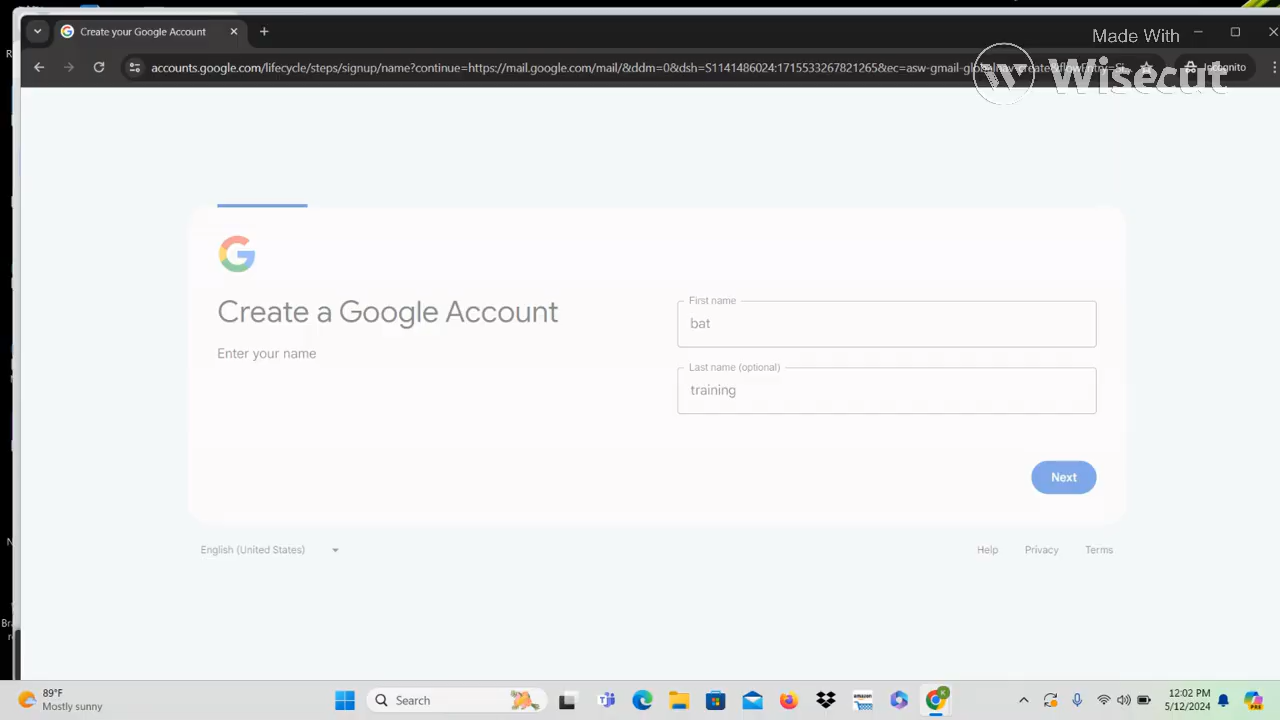 Made With
Wisecut
Create your Google Account
accounts.google.com/lifecycle/steps/signup/name?continue=https://mail.google.com/mail/&ddm=0&dsh=S1141486024:1715533267821265&ec=asw-gmail-glo
Create a Google Account
Enter your name
First name
bat
Last name (optional)
training
Next
English (United States)
Help Privacy Terms
89°F
Mostly sunny
Search
amazon
12:02 PM
5/12/2024